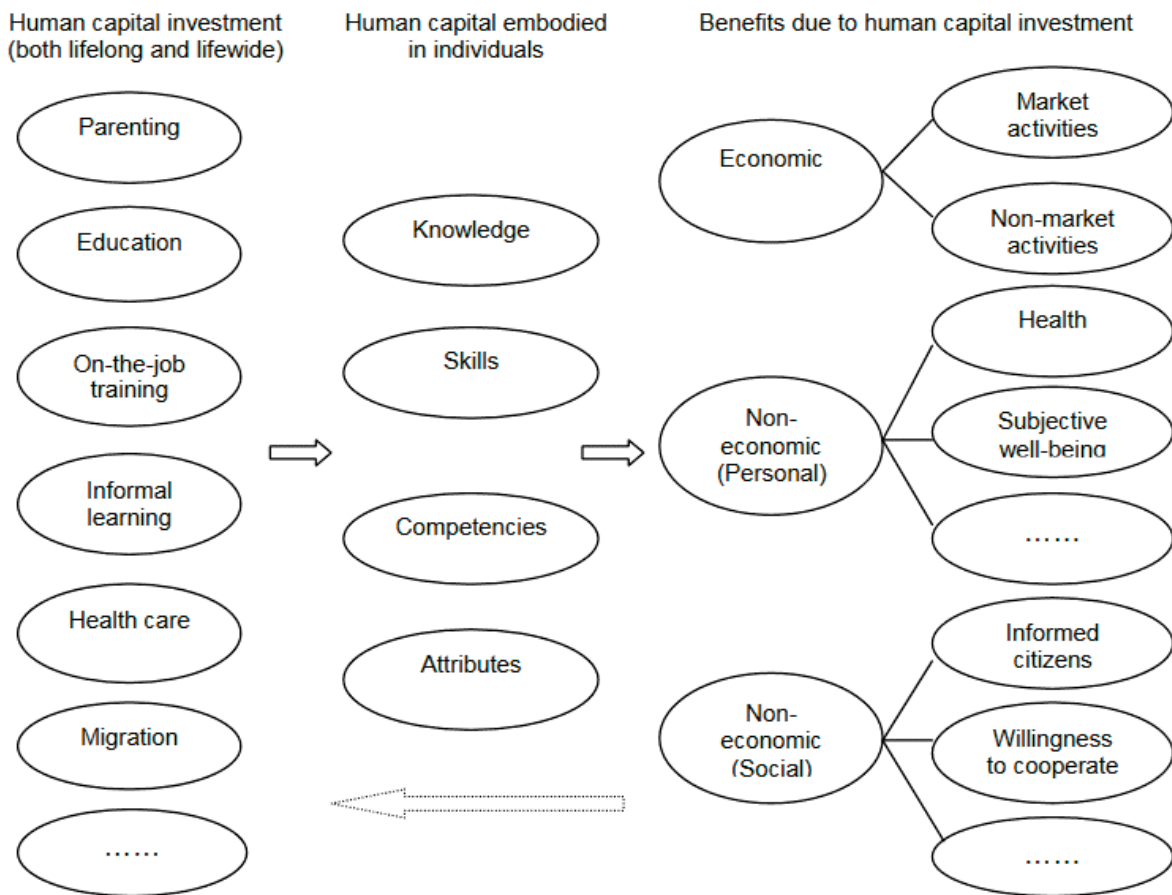 Human capital investment
(both lifelong and lifewide)
Human capital embodied
in individuals
Benefits due to human capital investment
Parenting
Education
On-the-job
training
Informal
learning
Health care
Migration
……
Knowledge
Skills
Competencies
Attributes
Economic
Market
activities
Non-market
activities
Non-
economic
(Personal)
Health
Subjective
well-being
……
Non-
economic
(Social)
Informed
citizens
Willingness
to cooperate
……